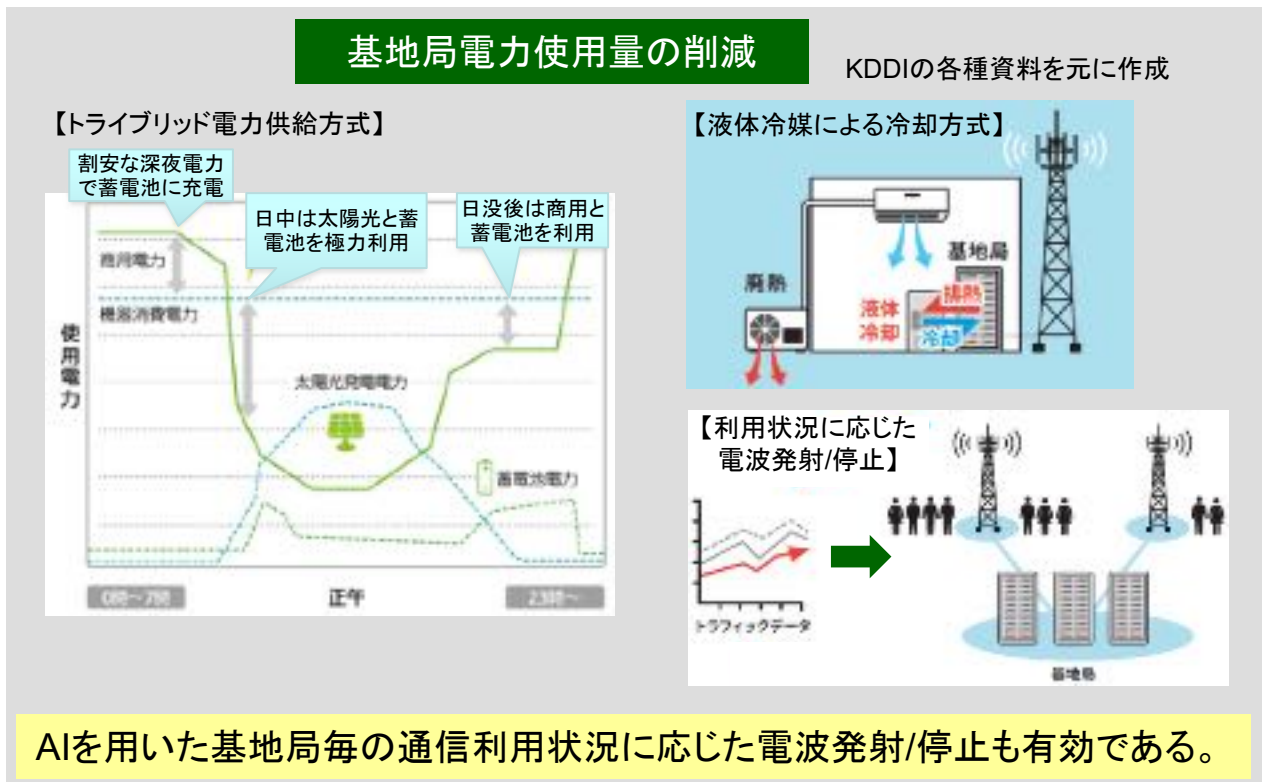 基地局電力使用量の削減
KDDIの各種資料を元に作成
【トライブリッド電力供給方式】
割安な深夜電力
で蓄電池に充電
日中は太陽光と蓄
電池を極力利用
日没後は商用と
蓄電池を利用
商用電力
機器消費電力
使用電力
太陽光発電電力
蓄電池電力
0時~7時
正午
23時~
【液体冷媒による冷却方式】
基地局
廃熱
排熱
液体
冷却
冷却
【利用状況に応じた
電波発射/停止】
トラフィックデータ
基地局
AIを用いた基地局毎の通信利用状況に応じた電波発射/停止も有効である。